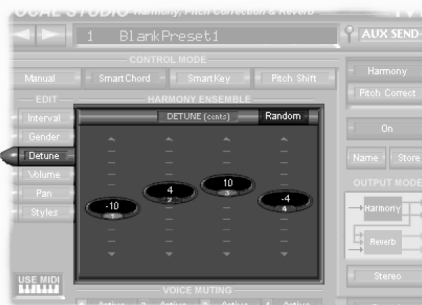 OCAL STUDIO Harmony, Pitch Correction & Reverb
1 BlankPreset1
AUX SEND
CONTROL MODE
Manual SmartChord SmartKey Pitch Shift
Harmony
Pitch Correct
EDIT HARMONY ENSEMBLE
Interval DETUNE (cents) Random
Gender On
Detune
Name Store
Volume
4 10
2 3
-10 -4
1 4
Pan
Styles
OUTPUT MODE
Harmony
Reverb
USE MIDI
Stereo
VOICE MUTING